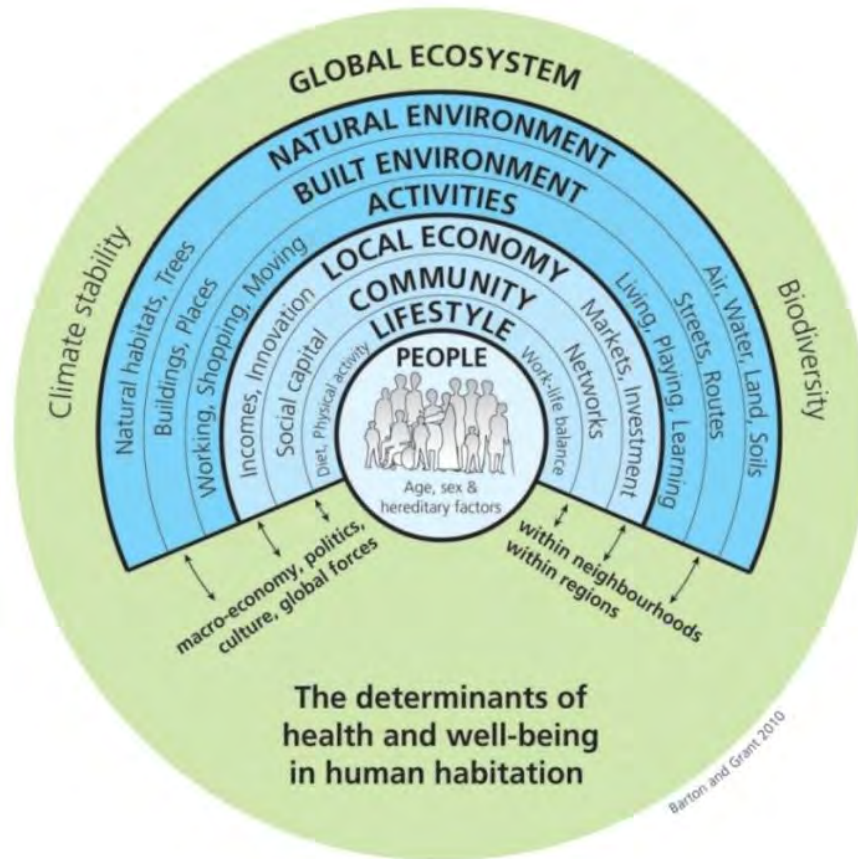 GLOBAL ECOSYSTEM
NATURAL ENVIRONMENT
BUILT ENVIRONMENT
ACTIVITIES
LOCAL ECONOMY
COMMUNITY
LIFESTYLE
PEOPLE
Age, sex &
hereditary factors
Climate stability
Natural habitats, Trees
Buildings, Places
Working, Shopping, Moving
Incomes, Innovation
Social capital
Diet, Physical activity
Work-life balance
Networks
Markets, Investment
Living, Playing, Learning
Streets, Routes
Air, Water, Land, Soils
Biodiversity
macro-economy, politics,
culture, global forces
within neighbourhoods
within regions
The determinants of
health and well-being
in human habitation
Barton and Grant 2010